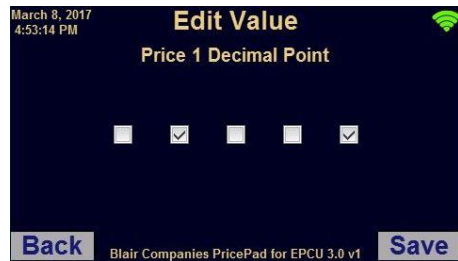 March 8, 2017
4:53:14 PM
Edit Value
Price 1 Decimal Point
Back
Blair Companies PricePad for EPCU 3.0 v1
Save